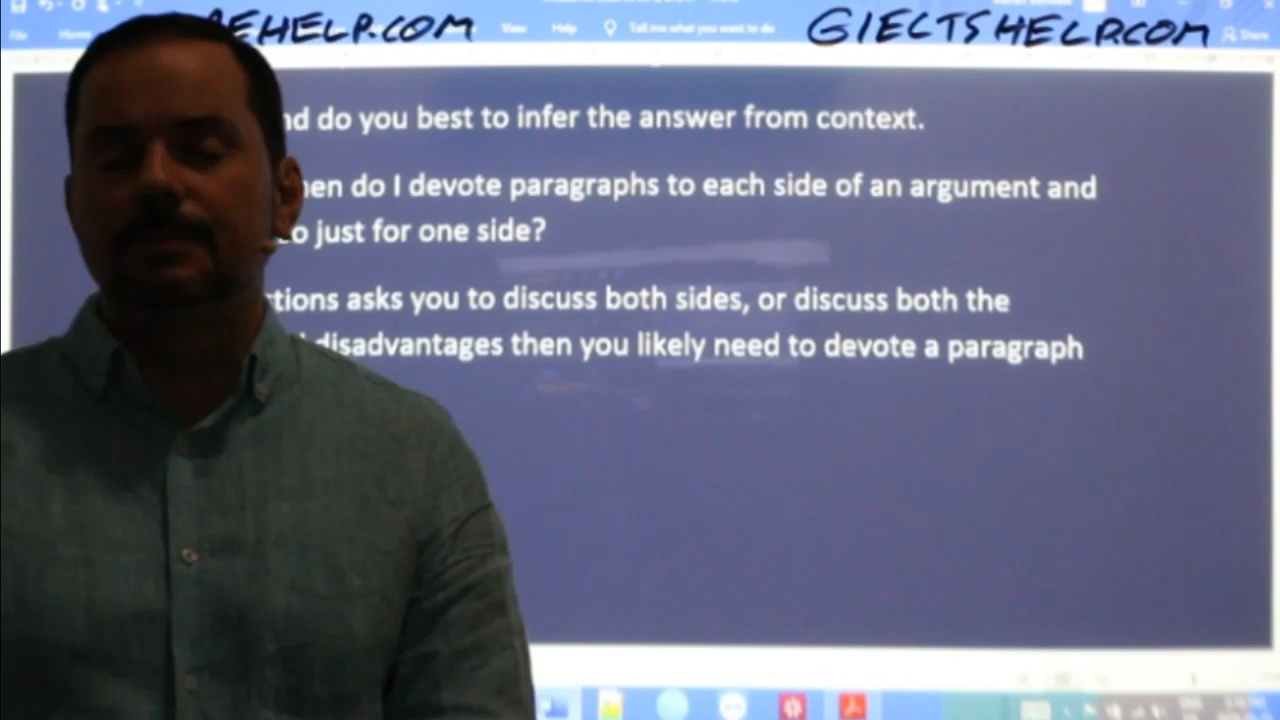 EHELP.COM
GIELTSHELP.COM
File Home View Help Tell me what you want to do Share
nd do you best to infer the answer from context.
hen do I devote paragraphs to each side of an argument and
o just for one side?
tions asks you to discuss both sides, or discuss both the
disadvantages then you likely need to devote a paragraph